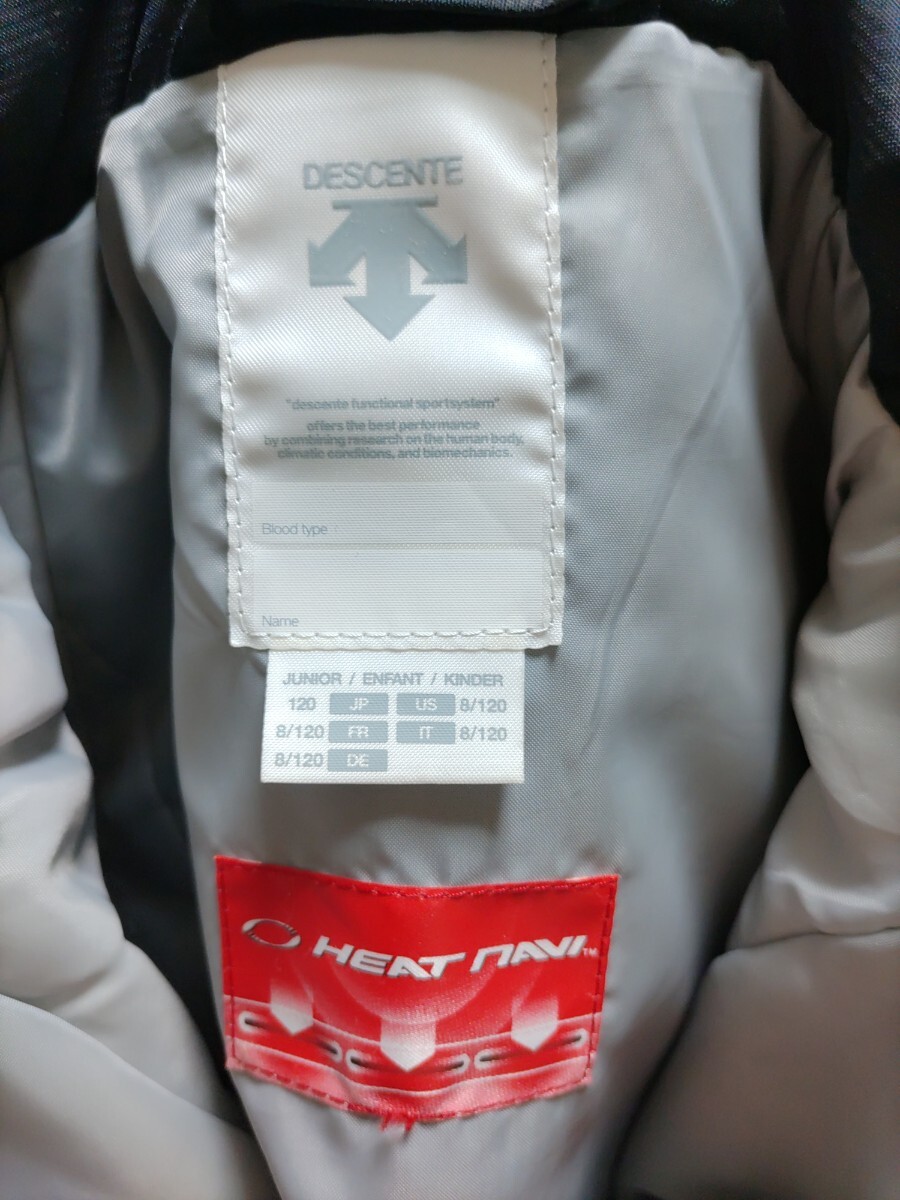 DESCENTE
"descente functional sportsystem"
offers the best performance
by combining research on the human body,
climatic conditions, and biomechanics.
Blood type
Name
JUNIOR / ENFANT / KINDER
120 JP US 8/120
8/120 FR IT 8/120
8/120 DE
HEAT NAVI™